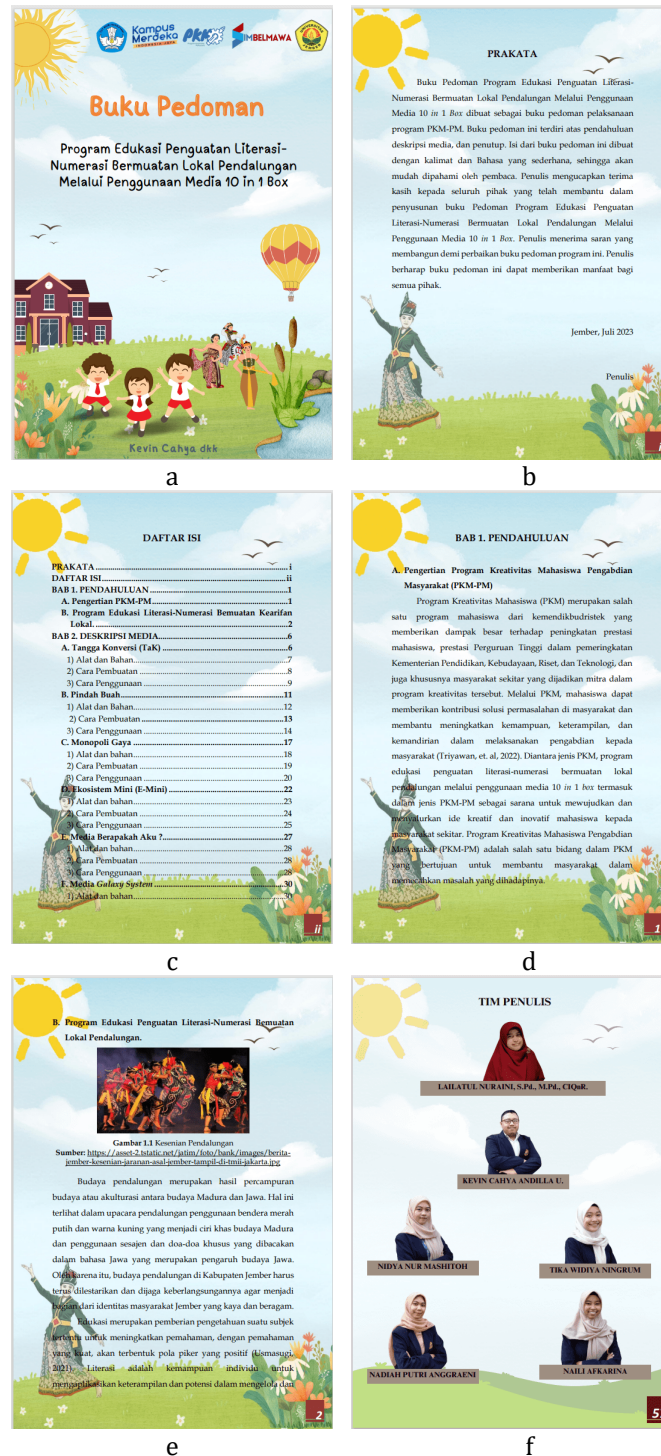 Kampus
Merdeka
INDONESIA JAYA
PKM
SIMBELMAWA
Buku Pedoman
Program Edukasi Penguatan Literasi-
Numerasi Bermuatan Lokal Pendalungan
Melalui Penggunaan Media 10 in 1 Box
Kevin Cahya dkk
a
PRAKATA
Buku Pedoman Program Edukasi Penguatan Literasi-
Numerasi Bermuatan Lokal Pendalungan Melalui Penggunaan
Media 10 in 1 Box dibuat sebagai buku pedoman pelaksanaan
program PKM-PM. Buku pedoman ini terdiri atas pendahuluan
deskripsi media, dan penutup. Isi dari buku pedoman ini dibuat
dengan kalimat dan Bahasa yang sederhana, sehingga akan
mudah dipahami oleh pembaca. Penulis mengucapkan terima
kasih kepada seluruh pihak yang telah membantu dalam
penyusunan buku Pedoman Program Edukasi Penguatan
Literasi-Numerasi Bermuatan Lokal Pendalungan Melalui
Penggunaan Media 10 in 1 Box. Penulis menerima saran yang
membangun demi perbaikan buku pedoman program ini. Penulis
berharap buku pedoman ini dapat memberikan manfaat bagi
semua pihak.
Jember, Juli 2023
Penulis
i
b
DAFTAR ISI
PRAKATA.....i
DAFTAR ISI.....ii
BAB 1. PENDAHULUAN.....1
A. Pengertian PKM-PM.....1
B. Program Edukasi Literasi-Numerasi Bemuatan Kearifan
Lokal. .....2
BAB 2. DESKRIPSI MEDIA.....6
A. Tangga Konversi (TaK) .....6
1) Alat dan Bahan.....7
2) Cara Pembuatan .....8
3) Cara Penggunaan .....9
B. Pindah Buah.....11
1) Alat dan Bahan.....12
2) Cara Pembuatan .....13
3) Cara Penggunaan .....14
C. Monopoli Gaya .....17
1) Alat dan bahan.....18
2) Cara Pembuatan .....19
3) Cara Penggunaan .....20
D. Ekosistem Mini (E-Mini) .....22
1) Alat dan bahan.....23
2) Cara Pembuatan .....24
3) Cara Penggunaan .....25
E. Media Berapakah Aku ?.....27
1) Alat dan bahan.....28
2) Cara Pembuatan .....28
3) Cara Penggunaan .....28
F. Media Galaxy System .....30
1) Alat dan bahan.....30
ii
c
BAB 1. PENDAHULUAN
A. Pengertian Program Kreativitas Mahasiswa Pengabdian
Masyarakat (PKM-PM)
Program Kreativitas Mahasiswa (PKM) merupakan salah
satu program mahasiswa dari kemendikbudristek yang
memberikan dampak besar terhadap peningkatan prestasi
mahasiswa, prestasi Perguruan Tinggi dalam pemeringkatan
Kementerian Pendidikan, Kebudayaan, Riset, dan Teknologi, dan
juga khususnya masyarakat sekitar yang dijadikan mitra dalam
program kreativitas tersebut. Melalui PKM, mahasiswa dapat
memberikan kontribusi solusi permasalahan di masyarakat dan
membantu meningkatkan kemampuan, keterampilan, dan
kemandirian dalam melaksanakan pengabdian kepada
masyarakat (Triyawan, et. al, 2022). Diantara jenis PKM, program
edukasi penguatan literasi-numerasi bermuatan lokal
pendalungan melalui penggunaan media 10 in 1 box termasuk
dalam jenis PKM-PM sebagai sarana untuk mewujudkan dan
menyalurkan ide kreatif dan inovatif mahasiswa kepada
masyarakat sekitar. Program Kreativitas Mahasiswa Pengabdian
Masyarakat (PKM-PM) adalah salah satu bidang dalam PKM
yang bertujuan untuk membantu masyarakat dalam
memecahkan masalah yang dihadapinya.
1
d
B. Program Edukasi Penguatan Literasi-Numerasi Bemuatan
Lokal Pendalungan.
Gambar 1.1 Kesenian Pendalungan
Sumber: https://asset-2.tstatic.net/jatim/foto/bank/images/berita-
jember-kesenian-jaranan-asal-jember-tampil-di-tmii-jakarta.jpg
Budaya pendalungan merupakan hasil percampuran
budaya atau akulturasi antara budaya Madura dan Jawa. Hal ini
terlihat dalam upacara pendalungan penggunaan bendera merah
putih dan warna kuning yang menjadi ciri khas budaya Madura
dan penggunaan sesajen dan doa-doa khusus yang dibacakan
dalam bahasa Jawa yang merupakan pengaruh budaya Jawa.
Oleh karena itu, budaya pendalungan di Kabupaten Jember harus
terus dilestarikan dan dijaga keberlangsungannya agar menjadi
bagian dari identitas masyarakat Jember yang kaya dan beragam.
Edukasi merupakan pemberian pengetahuan suatu subjek
tertentu untuk meningkatkan pemahaman, dengan pemahaman
yang kuat, akan terbentuk pola piker yang positif (Usmasugi,
2021). Literasi adalah kemampuan individu untuk
mengaplikasikan keterampilan dan potensi dalam mengelola dan
2
e
TIM PENULIS
LAILATUL NURAINI, S.Pd., M.Pd., CIQnR.
KEVIN CAHYA ANDILLA U.
NIDYA NUR MASHITOH
TIKA WIDIYA NINGRUM
NADIAH PUTRI ANGGRAENI
NAILI AFKARINA
5
f